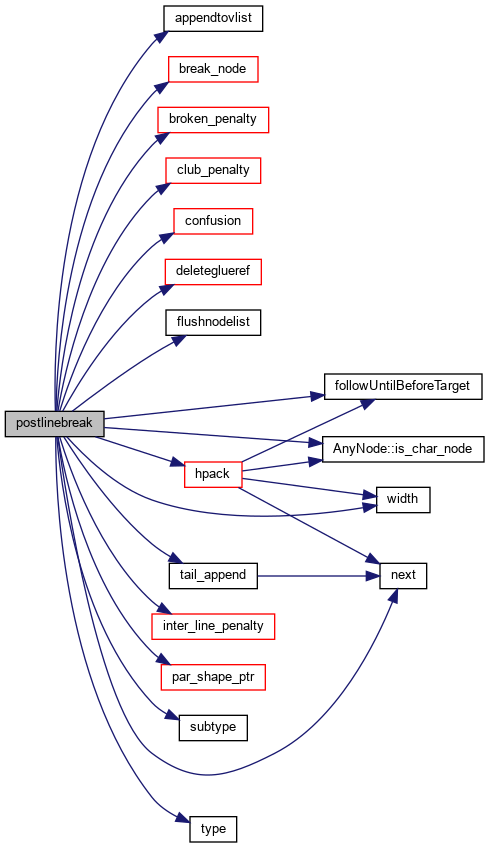 appendtovlist
break_node
broken_penalty
club_penalty
confusion
deleteglueref
flushnodelist
followUntilBeforeTarget
postlinebreak
AnyNode::is_char_node
hpack
width
tail_append
next
inter_line_penalty
par_shape_ptr
subtype
type